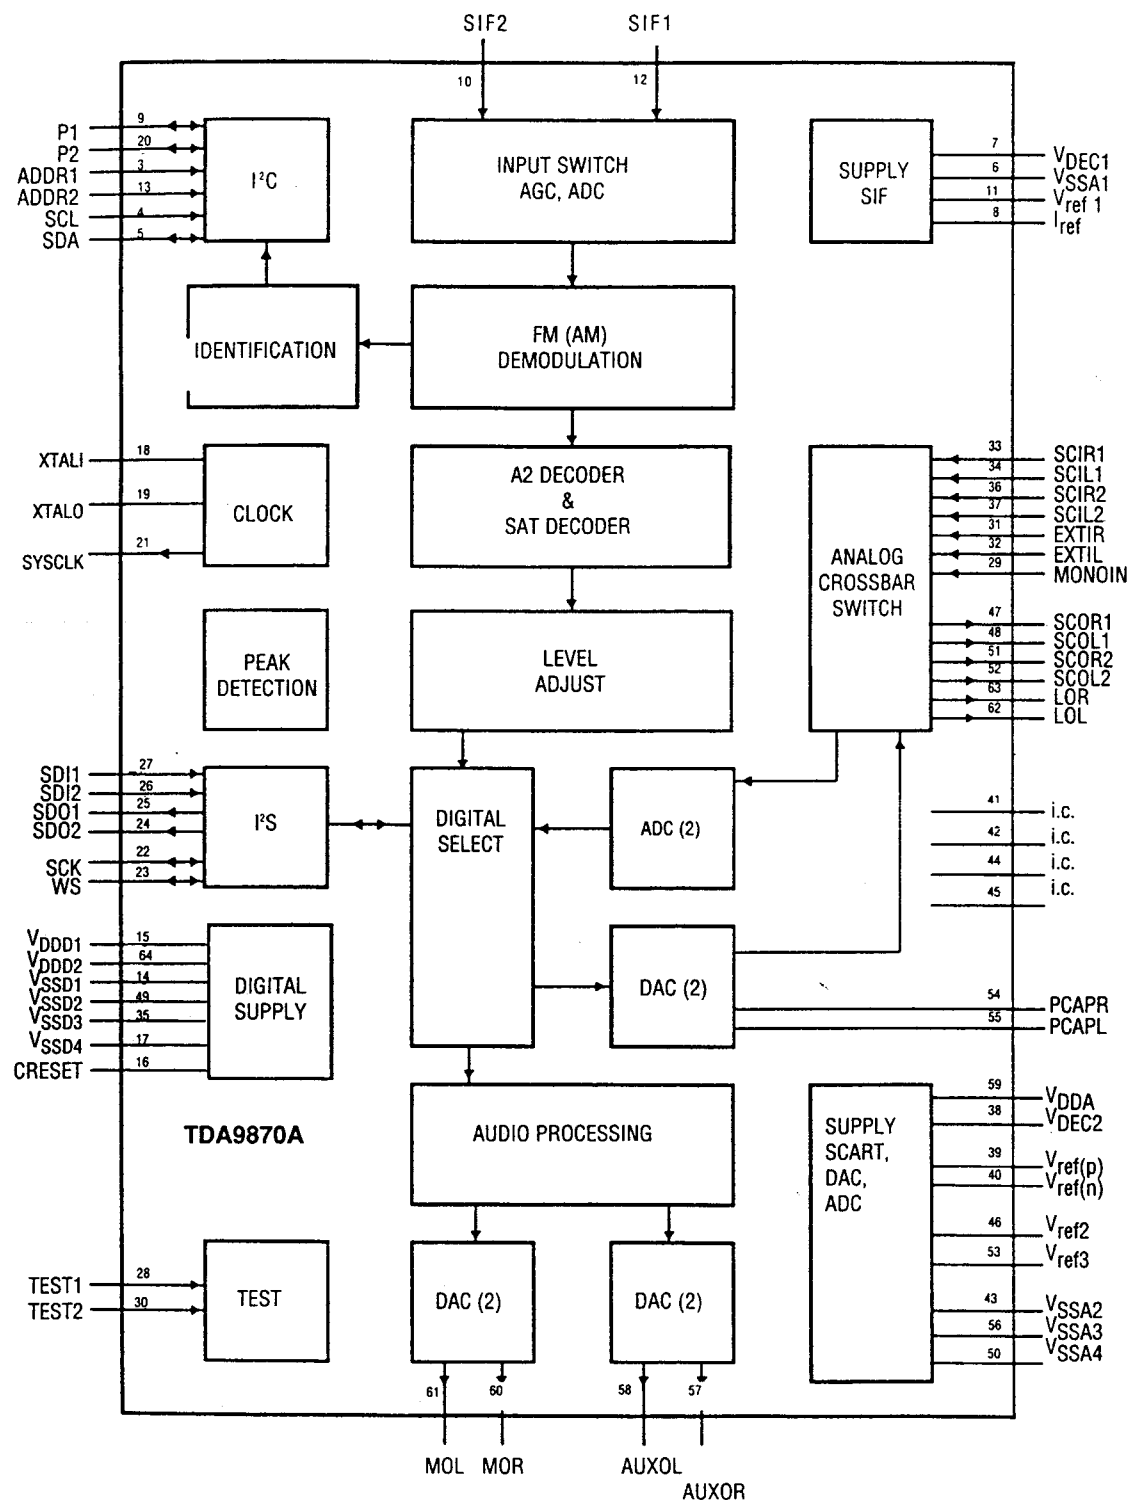 SIF2 SIF1
10 12
P1 9
P2 20
ADDR1 3
ADDR2 13
SCL 4
SDA 5
I²C
INPUT SWITCH
AGC, ADC
SUPPLY
SIF
7 VDEC1
6 VSSA1
11 Vref 1
8 Iref
IDENTIFICATION
FM (AM)
DEMODULATION
XTALI 18
XTALO 19
SYSCLK 21
CLOCK
A2 DECODER
&
SAT DECODER
ANALOG
CROSSBAR
SWITCH
33 SCIR1
34 SCIL1
36 SCIR2
37 SCIL2
31 EXTIR
32 EXTIL
29 MONOIN
47 SCOR1
48 SCOL1
51 SCOR2
52 SCOL2
63 LOR
62 LOL
PEAK
DETECTION
LEVEL
ADJUST
SDI1 27
SDI2 26
SDO1 25
SDO2 24
SCK 22
WS 23
I²S
DIGITAL
SELECT
ADC (2)
41 i.c.
42 i.c.
44 i.c.
45 i.c.
VDDD1 15
VDDD2 64
VSSD1 14
VSSD2 49
VSSD3 35
VSSD4 17
CRESET 16
DIGITAL
SUPPLY
DAC (2)
54 PCAPR
55 PCAPL
TDA9870A
AUDIO PROCESSING
SUPPLY
SCART,
DAC,
ADC
59 VDDA
38 VDEC2
39 Vref(p)
40 Vref(n)
46 Vref2
53 Vref3
43 VSSA2
56 VSSA3
50 VSSA4
TEST1 28
TEST2 30
TEST
DAC (2)
DAC (2)
61 60 58 57
MOL MOR AUXOL
AUXOR